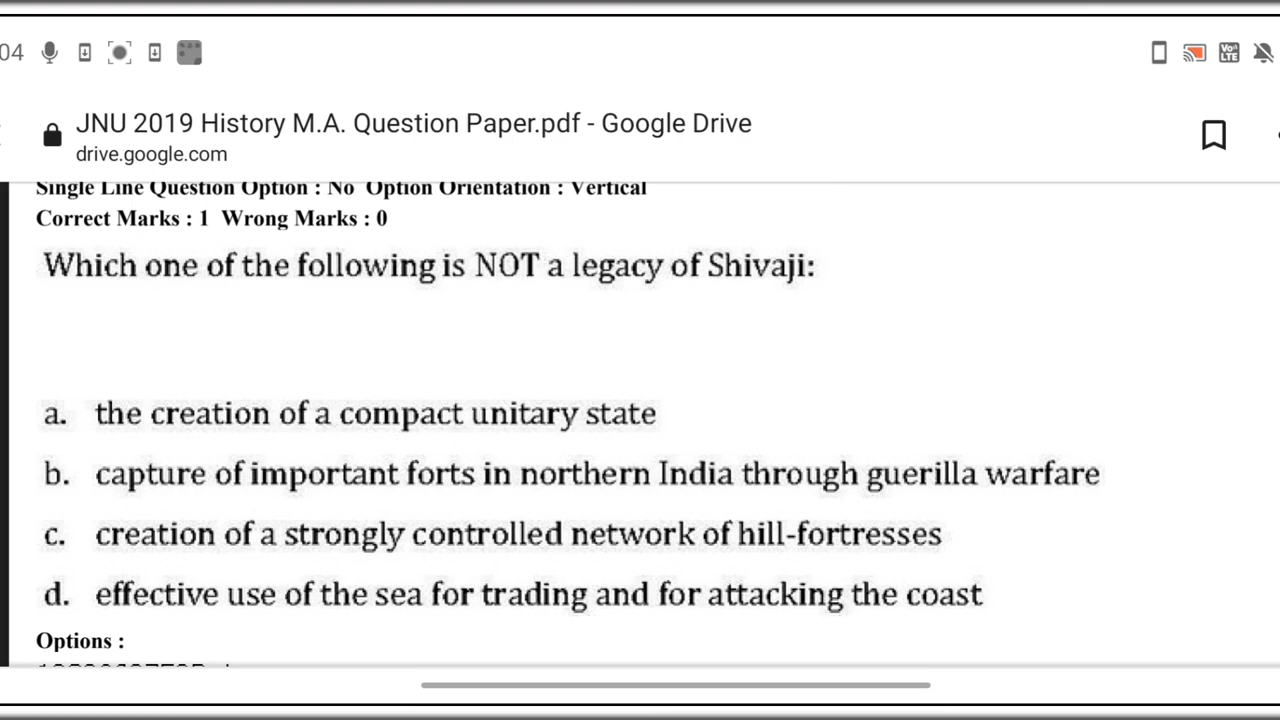 04
VoLTE
JNU 2019 History M.A. Question Paper.pdf - Google Drive
drive.google.com
Single Line Question Option : No Option Orientation : Vertical
Correct Marks : 1 Wrong Marks : 0
Which one of the following is NOT a legacy of Shivaji:
a. the creation of a compact unitary state
b. capture of important forts in northern India through guerilla warfare
c. creation of a strongly controlled network of hill-fortresses
d. effective use of the sea for trading and for attacking the coast
Options :